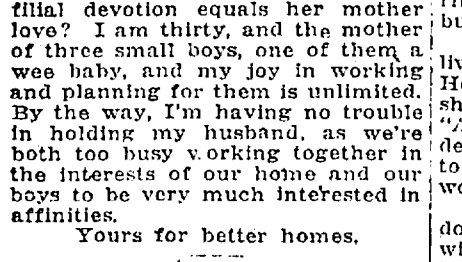 filial devotion equals her mother
love? I am thirty, and the mother
of three small boys, one of them a
wee baby, and my joy in working
and planning for them is unlimited.
By the way, I'm having no trouble
in holding my husband, as we're
both too busy working together in
the interests of our home and our
boys to be very much interested in
affinities.
Yours for better homes,